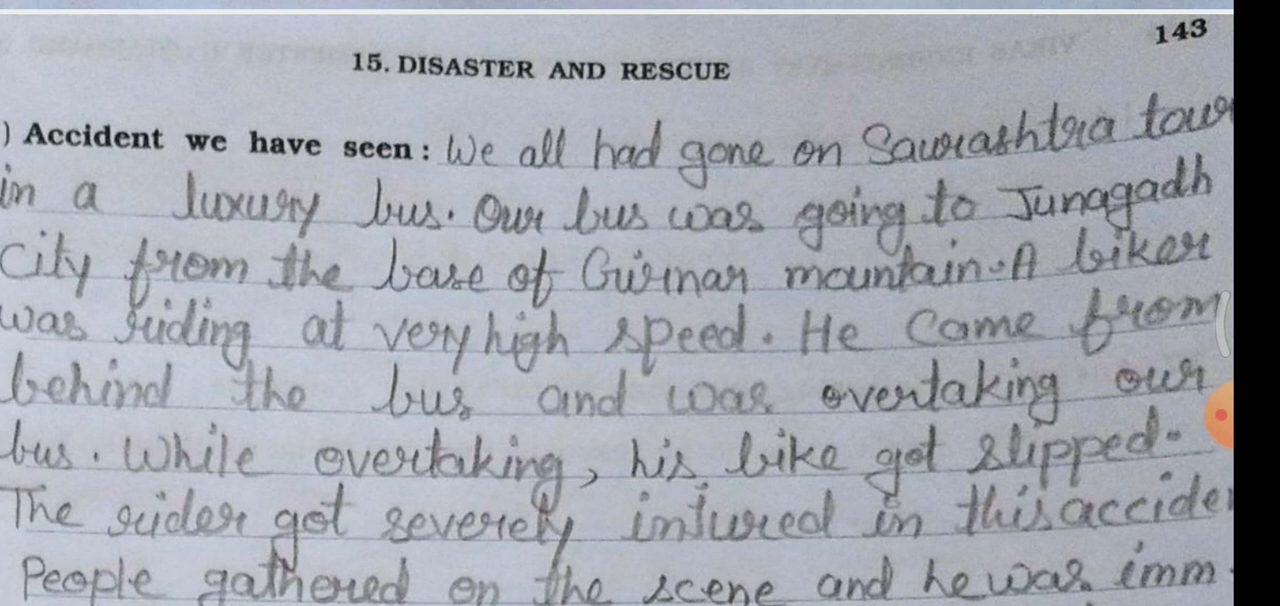 143
15. DISASTER AND RESCUE
) Accident we have seen : We all had gone on Saurashtra tour
in a luxury bus. Our bus was going to Junagadh
City from the base of Girnar mountain. A biker
was riding at very high speed. He came from
behind the bus and was overtaking our
bus. While overtaking, his bike got slipped.
The rider got severely intured in this acciden
People gathered on the scene and he was imm